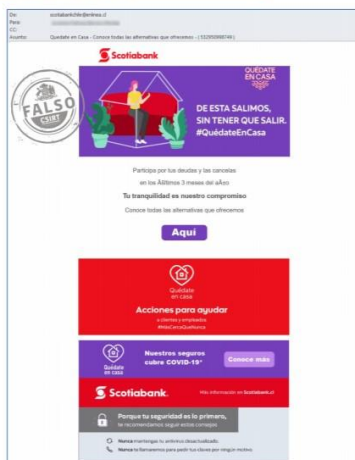 De: scotiabankchile@enlinea.cl
Para:
CC:
Asunto: Quedate en Casa - Conoce todas las alternativas que ofrecemos - ( 532950998749 )
Scotiabank
FALSO
CSIRT
QUÉDATE
EN CASA
DE ESTA SALIMOS,
SIN TENER QUE SALIR.
#QuédateEnCasa
Participa por tus deudas y las cancelas
en los Ãšltimos 3 meses del aÃ±o
Tu tranquilidad es nuestro compromiso
Conoce todas las alternativas que ofrecemos
Aquí
Quédate
en casa
Acciones para ayudar
a clientes y empleados
#MásCercaQueNunca
Quédate
en casa
Nuestros seguros
cubre COVID-19*
Conoce más
Scotiabank.
Más información en Scotiabank.cl
Porque tu seguridad es lo primero,
te recomendamos seguir estos consejos
Nunca mantengas tu antivirus desactualizado.
Nunca te llamaremos para pedir tus claves por ningún motivo.